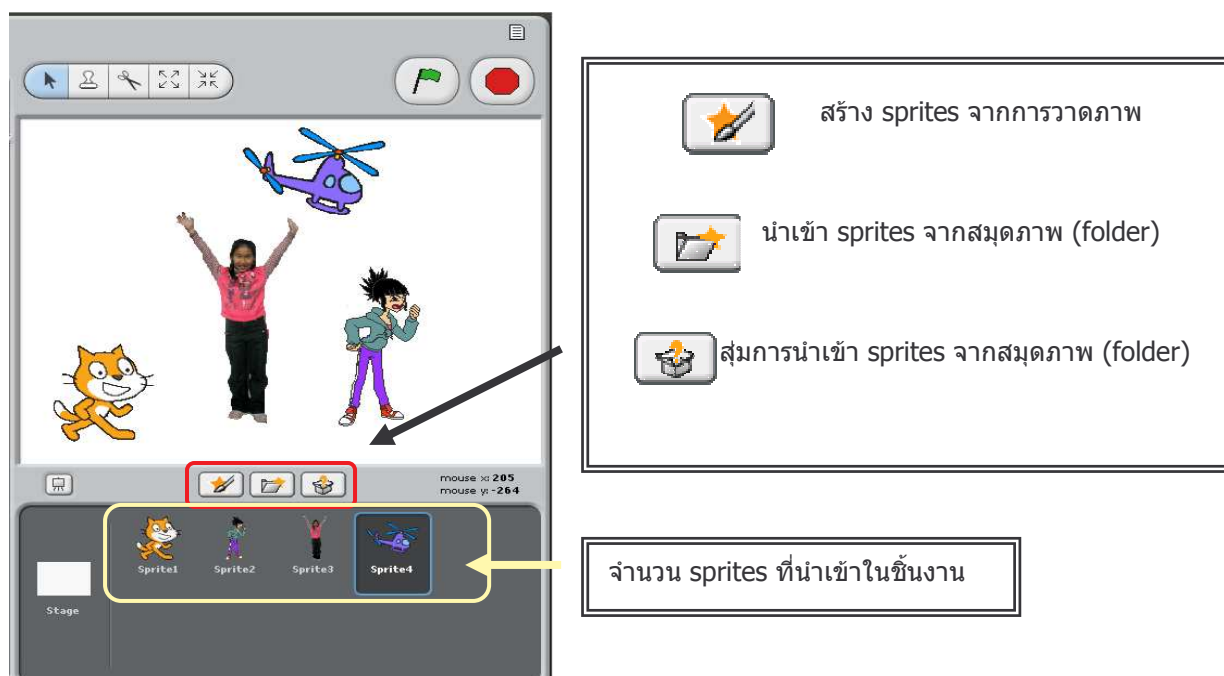 สร้าง sprites จากการวาดภาพ
นำเข้า sprites จากสมุดภาพ (folder)
สุ่มการนำเข้า sprites จากสมุดภาพ (folder)
mouse x: 205
mouse y: -264
Sprite1 Sprite2 Sprite3 Sprite4
Stage
จำนวน sprites ที่นำเข้าในชิ้นงาน